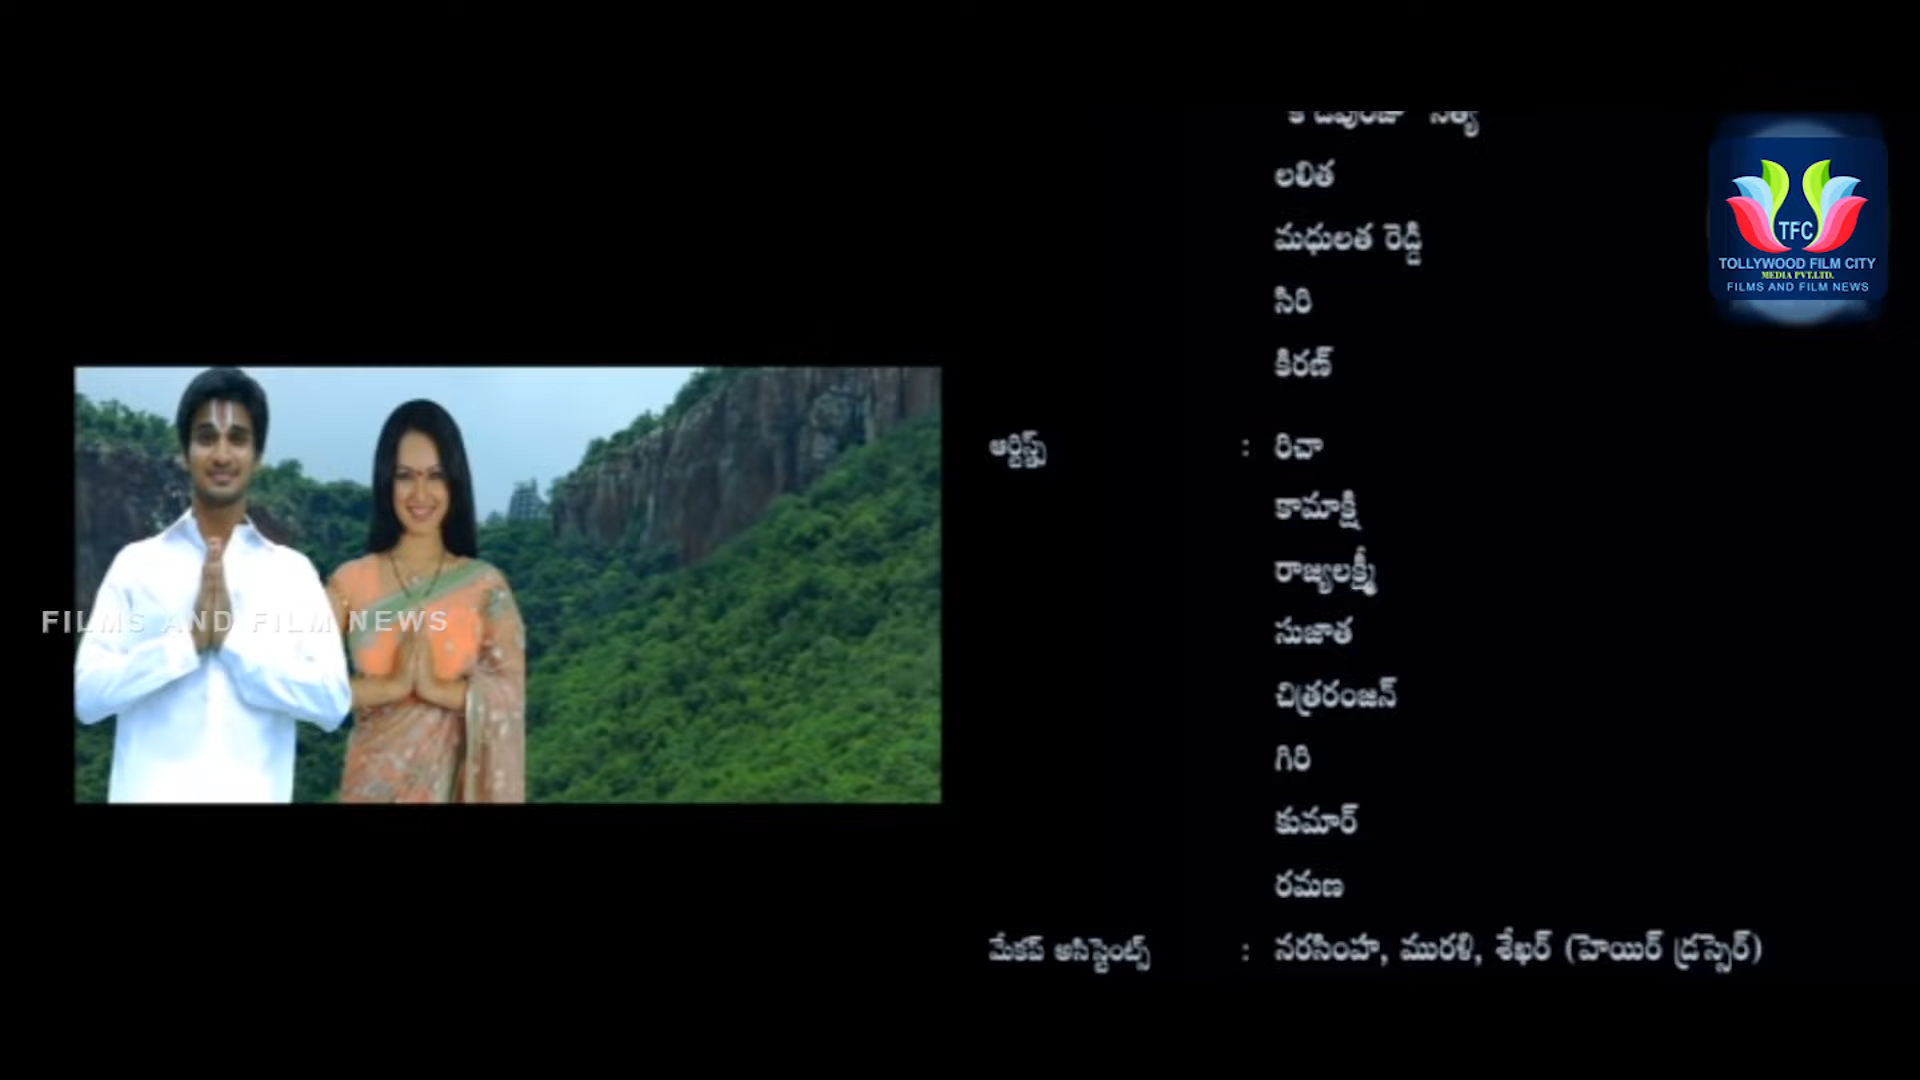 లలిత
మధులత రెడ్డి
సిరి
కిరణ్
ఆర్టిస్ట్స్ : రిచా
కామాక్షి
రాజ్యలక్ష్మీ
సుజాత
చిత్రరంజన్
గిరి
కుమార్
రమణ
మేకప్ అసిస్టెంట్స్ : నరసింహ, మురళి, శేఖర్ (హెయిర్ డ్రస్సెర్)
TFC
TOLLYWOOD FILM CITY
MEDIA PVT.LTD.
FILMS AND FILM NEWS
FILMS AND FILM NEWS